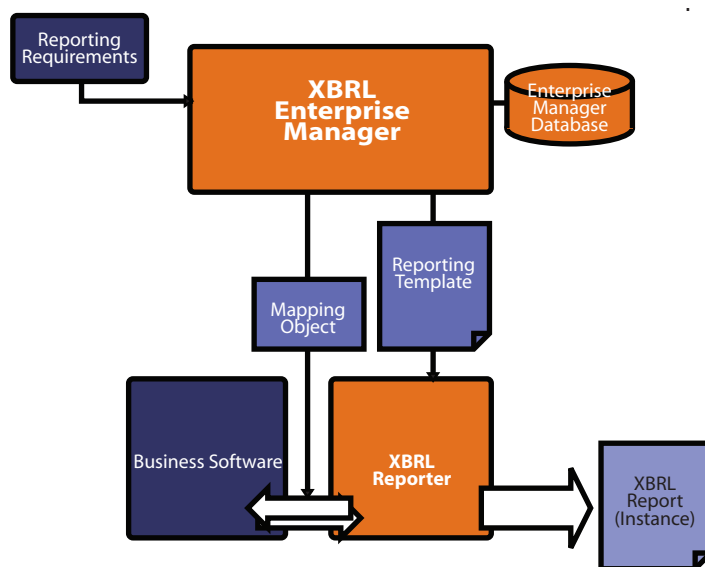 Reporting
Requirements
XBRL
Enterprise
Manager
Enterprise
Manager
Database
Reporting
Template
Mapping
Object
Business Software
XBRL
Reporter
XBRL
Report
(Instance)